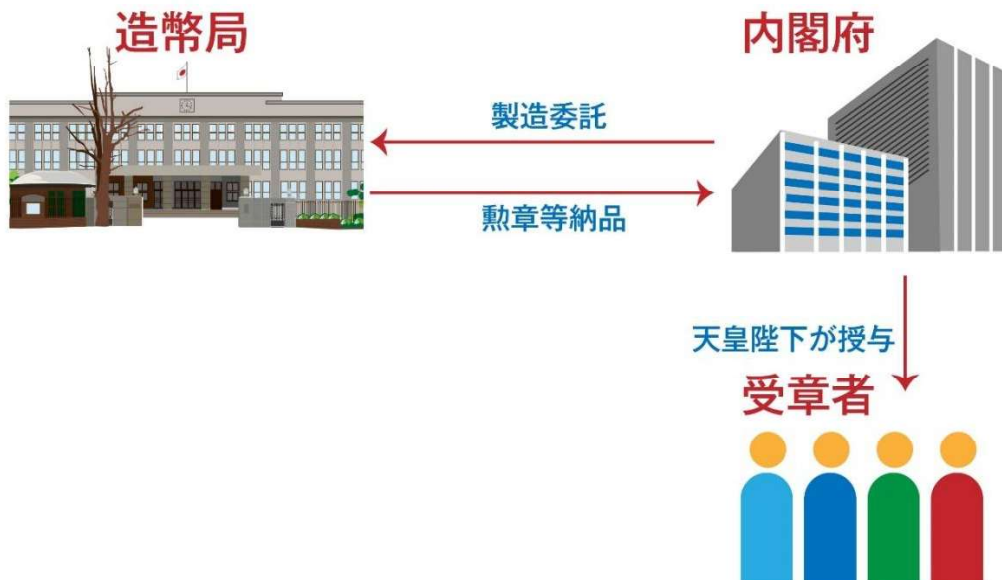 造幣局
内閣府
製造委託
勲章等納品
天皇陛下が授与
受章者